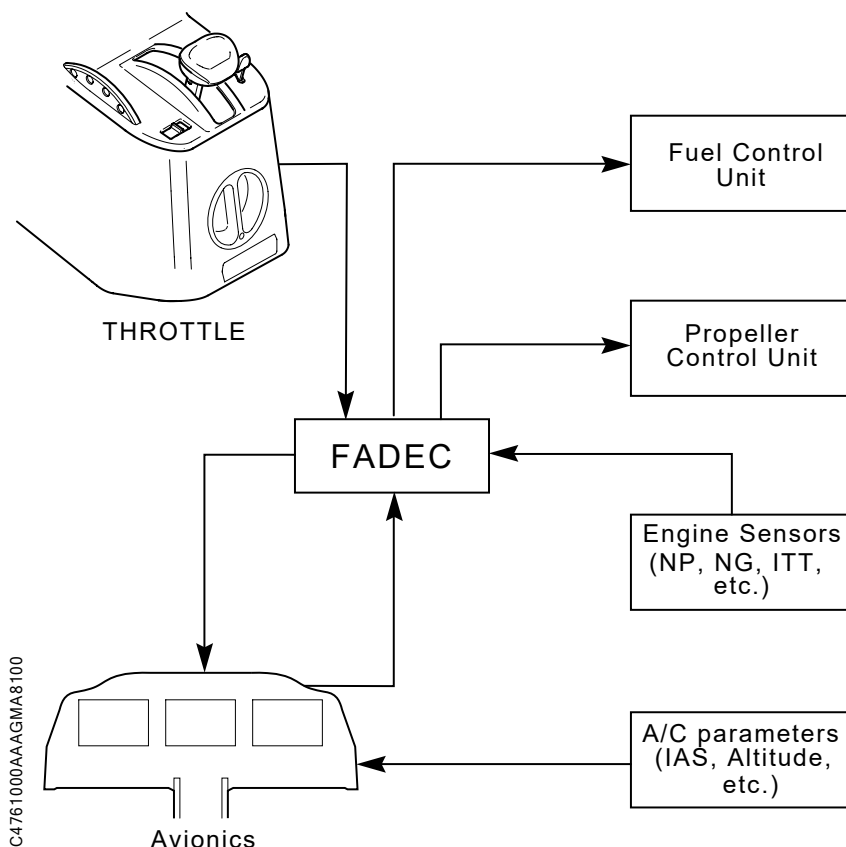 Fuel Control
Unit
THROTTLE
Propeller
Control Unit
FADEC
Engine Sensors
(NP, NG, ITT,
etc.)
A/C parameters
(IAS, Altitude,
etc.)
Avionics
C4761000AAAGMA8100